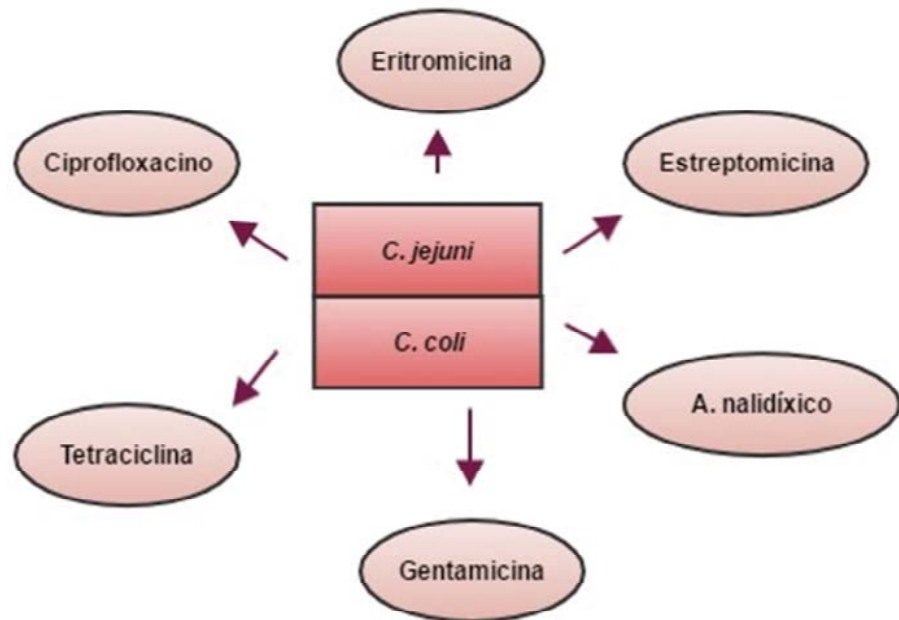 Eritromicina
Ciprofloxacino
Estreptomicina
C. jejuni
C. coli
A. nalidíxico
Tetraciclina
Gentamicina